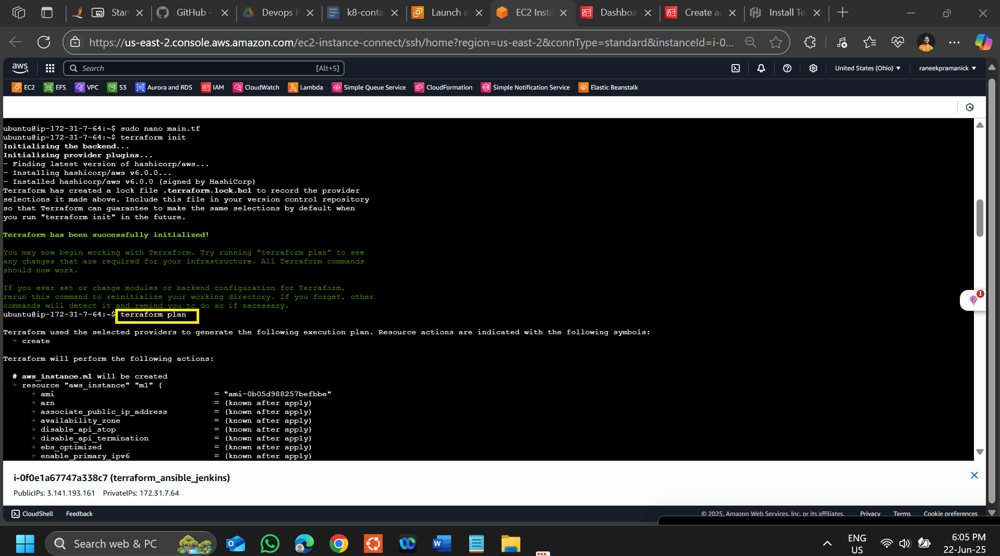 Star
GitHub -
Devops P
k8-conta
Launch a
EC2 Insta
Dashboa
Create a
Install Te
https://us-east-2.console.aws.amazon.com/ec2-instance-connect/ssh/home?region=us-east-2&connType=standard&instanceId=i-0...
aws
Search
[Alt+S]
United States (Ohio)
raneekpramanick
EC2
EFS
VPC
S3
Aurora and RDS
IAM
CloudWatch
Lambda
Simple Queue Service
CloudFormation
Simple Notification Service
Elastic Beanstalk
ubuntu@ip-172-31-7-64:~$ sudo nano main.tf
ubuntu@ip-172-31-7-64:~$ terraform init
Initializing the backend...
Initializing provider plugins...
- Finding latest version of hashicorp/aws...
- Installing hashicorp/aws v6.0.0...
- Installed hashicorp/aws v6.0.0 (signed by HashiCorp)
Terraform has created a lock file .terraform.lock.hcl to record the provider
selections it made above. Include this file in your version control repository
so that Terraform can guarantee to make the same selections by default when
you run "terraform init" in the future.
Terraform has been successfully initialized!
You may now begin working with Terraform. Try running "terraform plan" to see
any changes that are required for your infrastructure. All Terraform commands
should now work.
If you ever set or change modules or backend configuration for Terraform,
rerun this command to reinitialize your working directory. If you forget, other
commands will detect it and remind you to do so if necessary.
ubuntu@ip-172-31-7-64:~$ terraform plan
Terraform used the selected providers to generate the following execution plan. Resource actions are indicated with the following symbols:
+ create
Terraform will perform the following actions:
# aws_instance.m1 will be created
+ resource "aws_instance" "m1" {
+ ami = "ami-0b05d988257befbbe"
+ arn = (known after apply)
+ associate_public_ip_address = (known after apply)
+ availability_zone = (known after apply)
+ disable_api_stop = (known after apply)
+ disable_api_termination = (known after apply)
+ ebs_optimized = (known after apply)
+ enable_primary_ipv6 = (known after apply)
1
i-0f0e1a67747a338c7 (terraform_ansible_jenkins)
PublicIPs: 3.141.193.161 PrivateIPs: 172.31.7.64
CloudShell
Feedback
© 2025, Amazon Web Services, Inc. or its affiliates.
Privacy
Terms
Cookie preferences
Search web & PC
ENG
US
6:05 PM
22-Jun-25